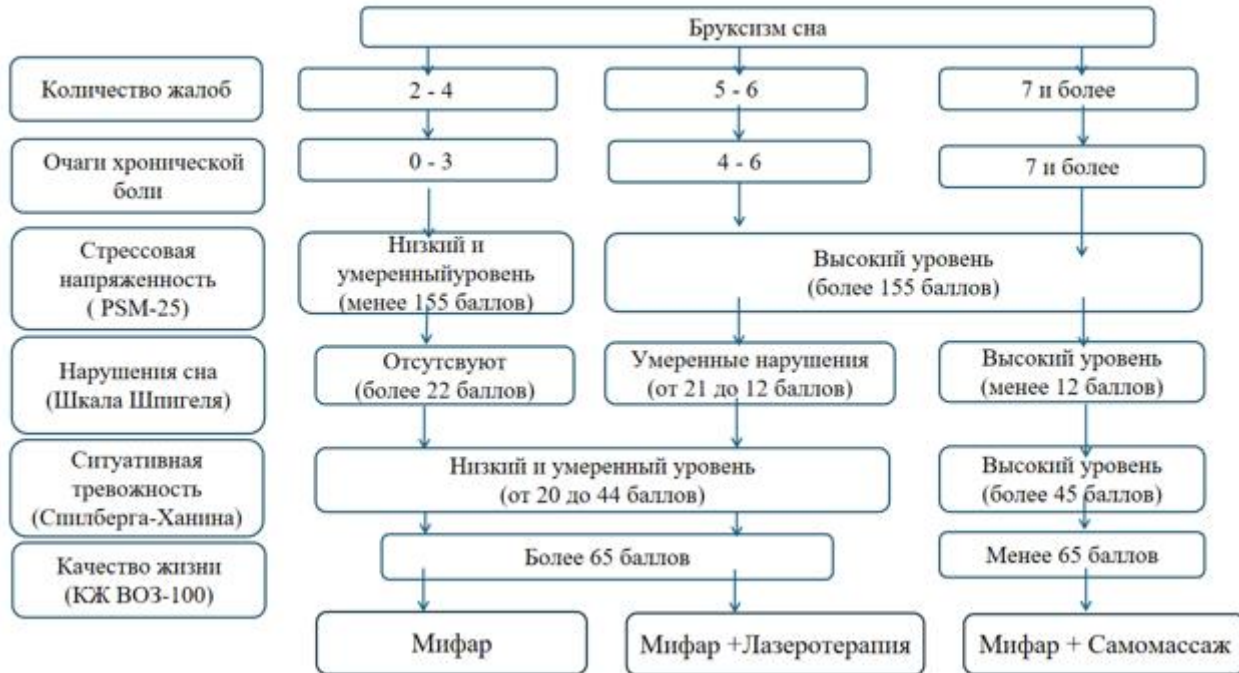 Бруксизм сна
Количество жалоб
2 - 4
5 - 6
7 и более
Очаги хронической
боли
0 - 3
4 - 6
7 и более
Стрессовая
напряженность
( PSM-25)
Низкий и
умеренныйуровень
(менее 155 баллов)
Высокий уровень
(более 155 баллов)
Нарушения сна
(Шкала Шпигеля)
Отсутсвуют
(более 22 баллов)
Умеренные нарушения
(от 21 до 12 баллов)
Высокий уровень
(менее 12 баллов)
Ситуативная
тревожность
(Спилберга-Ханина)
Низкий и умеренный уровень
(от 20 до 44 баллов)
Высокий уровень
(более 45 баллов)
Качество жизни
(КЖ ВОЗ-100)
Более 65 баллов
Менее 65 баллов
Мифар
Мифар +Лазеротерапия
Мифар + Самомассаж